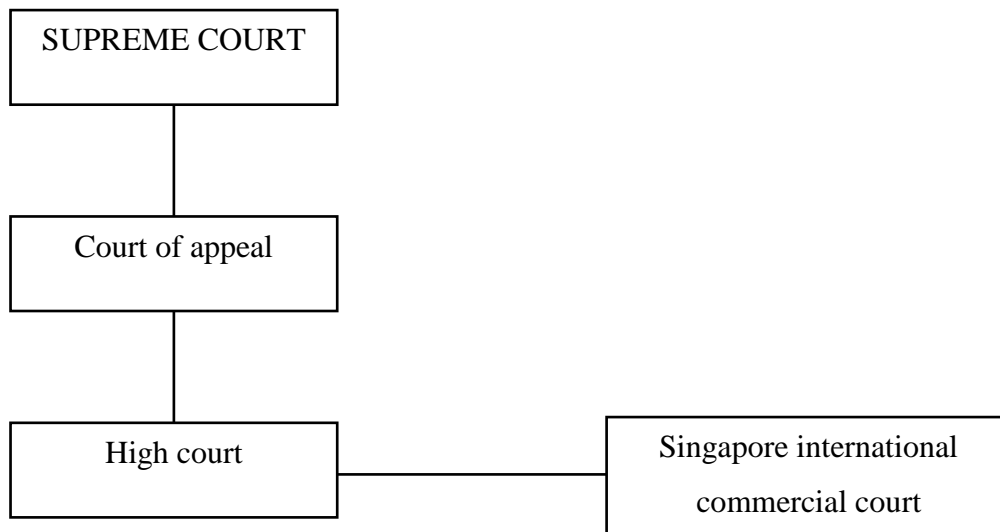 SUPREME COURT
Court of appeal
High court
Singapore international
commercial court